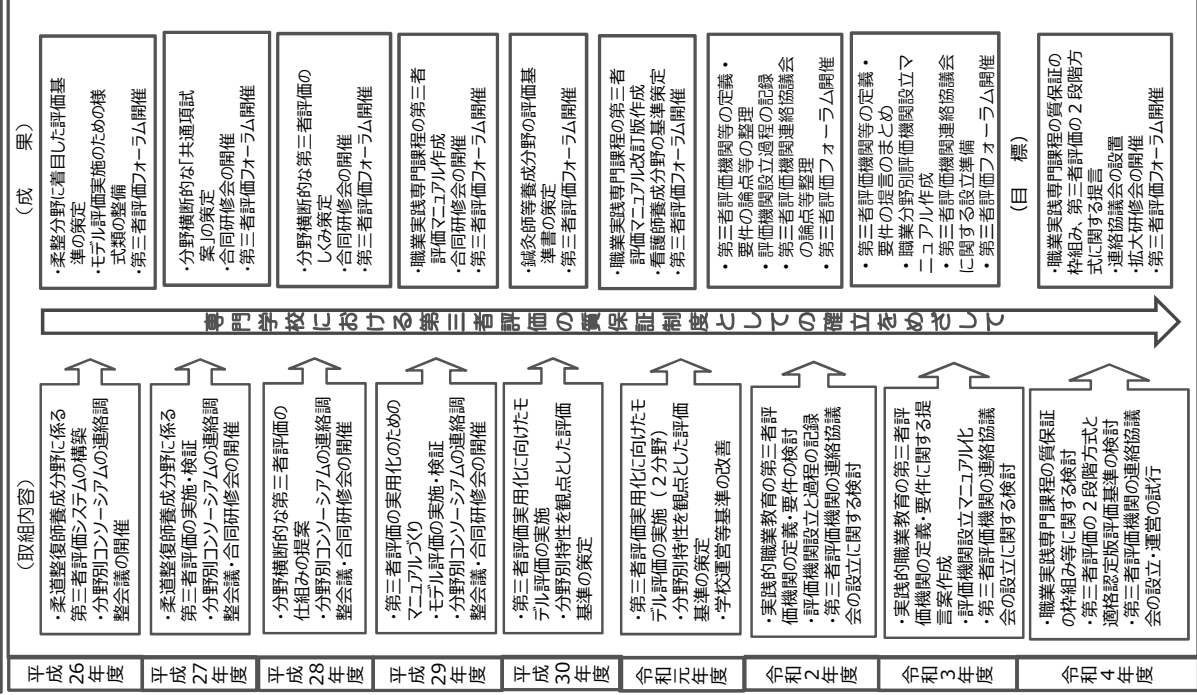 平成26年度
(取組内容)
・柔道整復師養成分野に係る
第三者評価システムの構築
・分野別コンソーシアムの連絡調
整会議の開催
(成 果)
・柔整分野に着目した評価基
準の策定
・モデル評価実施のための様
式類の整備
・第三者評価フォーラム開催
平成27年度
・柔道整復師養成分野に係る
第三者評価の実施・検証
・分野別コンソーシアムの連絡調
整会議・合同研修会の開催
・分野横断的な「共通項試
案」の策定
・合同研修会の開催
・第三者評価フォーラム開催
平成28年度
・分野横断的な第三者評価の
仕組みの提案
・分野別コンソーシアムの連絡調
整会議・合同研修会の開催
・分野横断的な第三者評価の
しくみ策定
・合同研修会の開催
・第三者評価フォーラム開催
平成29年度
・第三者評価の実用化のための
マニュアルづくり
・モデル評価の実施・検証
・分野別コンソーシアムの連絡調
整会議・合同研修会の開催
・職業実践専門課程の第三者
評価マニュアル作成
・合同研修会の開催
・第三者評価フォーラム開催
平成30年度
・第三者評価実用化に向けたモ
デル評価の実施
・分野別特性を観点とした評価
基準の策定
・鍼灸師等養成分野の評価基
準書の策定
・第三者評価フォーラム開催
令和元年度
・第三者評価実用化に向けたモ
デル評価の実施（２分野）
・分野別特性を観点とした評価
基準の策定
・学校運営等基準の改善
・職業実践専門課程の第三者
評価マニュアル改訂版作成
・看護師養成分野の基準策定
・第三者評価フォーラム開催
令和2年度
・実践的職業教育の第三者評
価機関の定義・要件の検討
・評価機関設立と過程の記録
・第三者評価機関の連絡協議
会の設立に関する検討
・第三者評価機関等の定義・
要件の論点等の整理
・評価機関設立過程の記録
・第三者評価機関連絡協議会
の論点等整理
・第三者評価フォーラム開催
令和3年度
・実践的職業教育の第三者評
価機関の定義・要件に関する提
言案作成
・評価機関設立マニュアル化
・第三者評価機関の連絡協議
会の設立に関する検討
・第三者評価機関等の定義・
要件の提言のまとめ
・職業分野別評価機関設立マ
ニュアル作成
・第三者評価機関連絡協議会
に関する設立準備
・第三者評価フォーラム開催
令和4年度
・職業実践専門課程の質保証
の枠組み等に関する検討
・第三者評価の２段階方式と
適格認定版評価基準の検討
・第三者評価機関の連絡協議
会の設立・運営の試行
(目 標)
・職業実践専門課程の質保証の
枠組み、第三者評価の２段階方
式に関する提言
・連絡協議会の設置
・拡大研修会の開催
・第三者評価フォーラム開催
専門学校における第三者評価の質保証制度としての確立をめざして